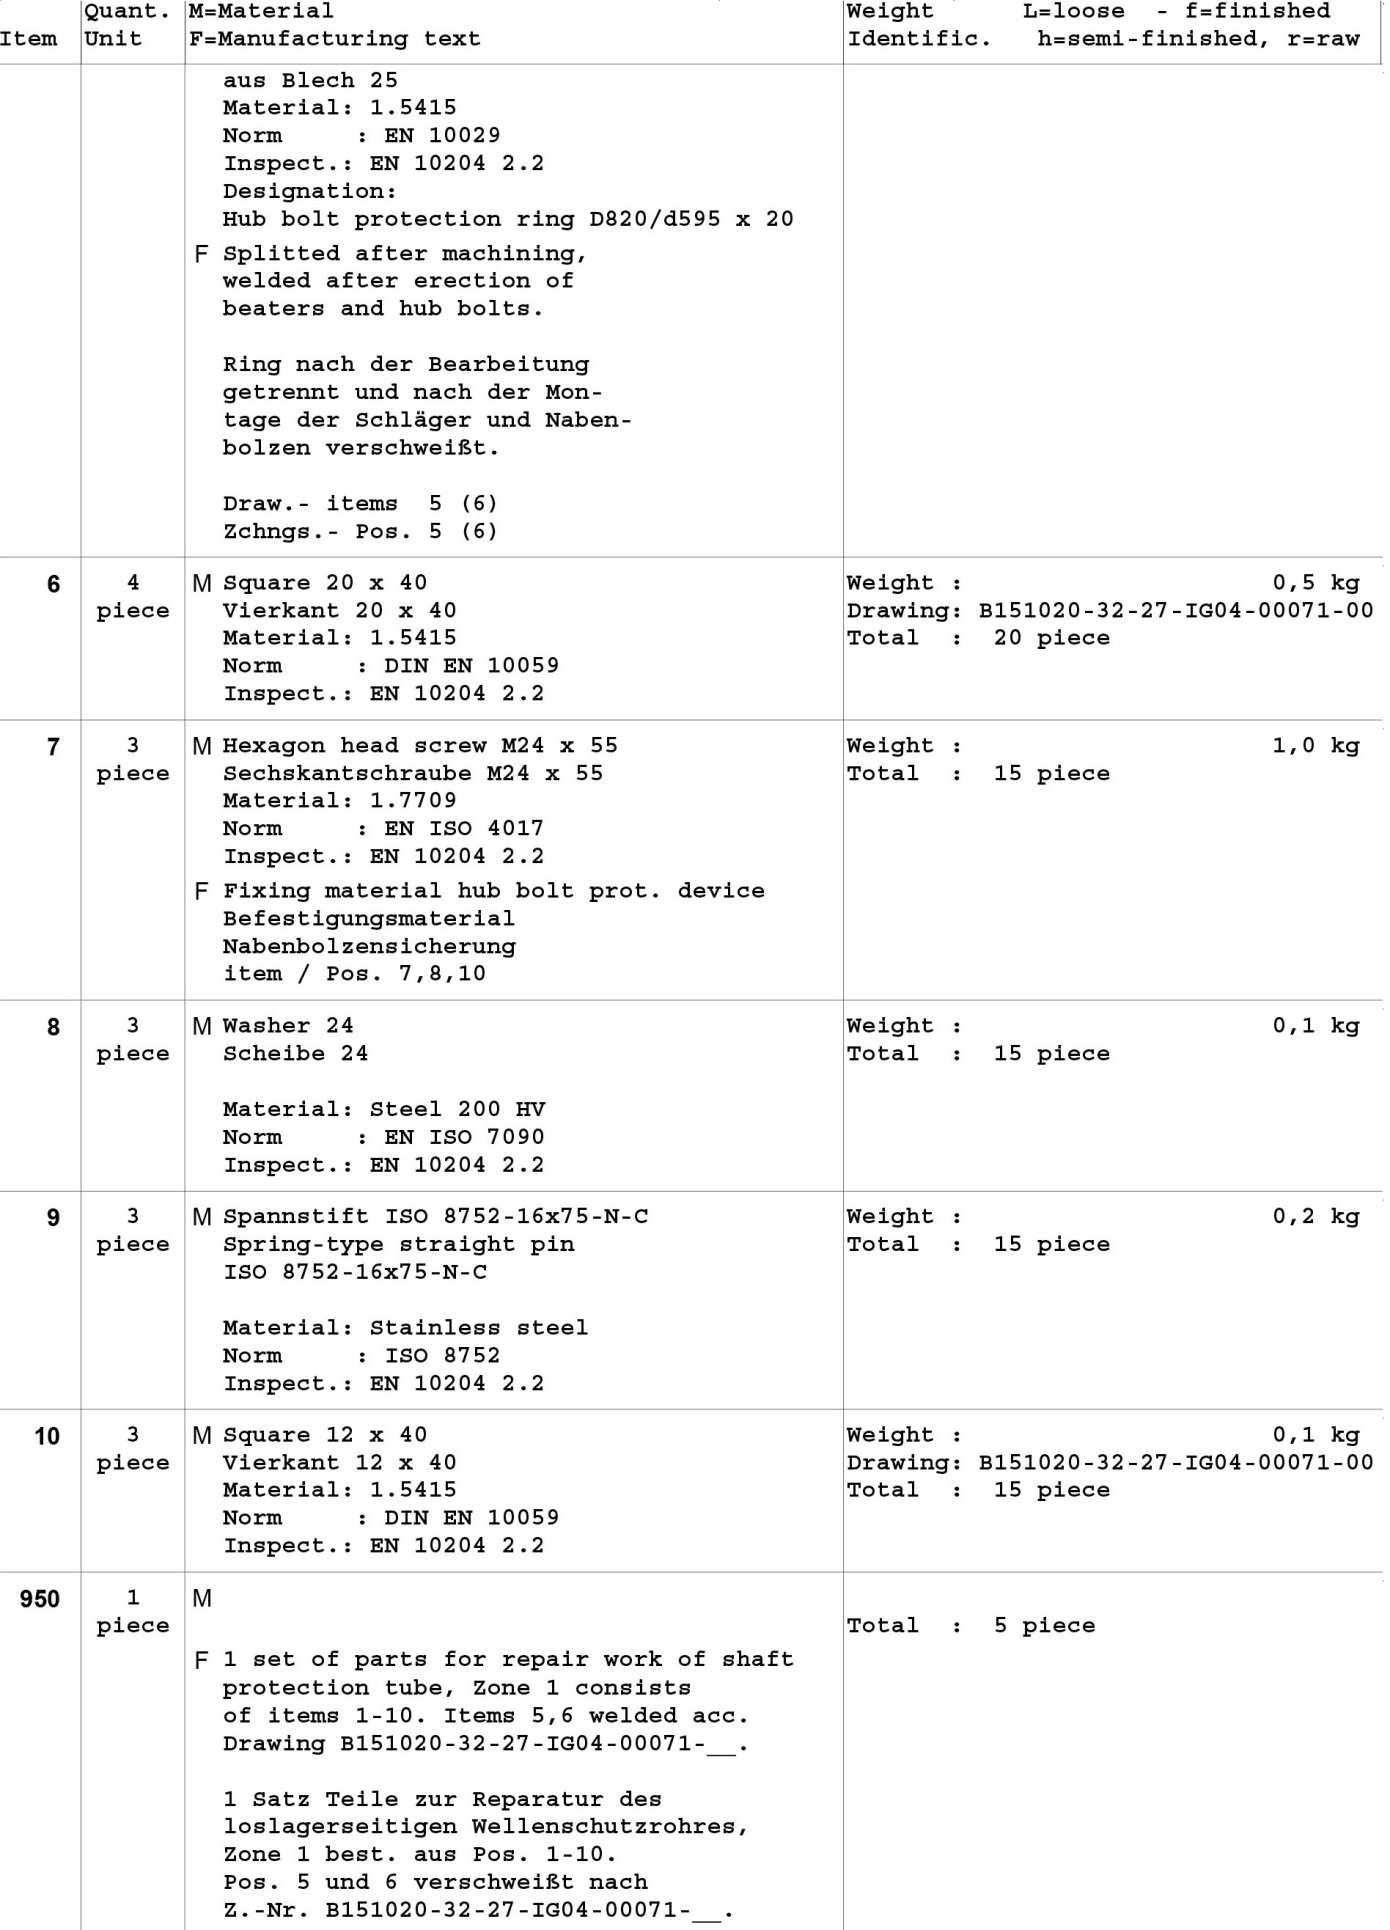 Quant. M=Material Weight L=loose - f=finished
Item Unit F=Manufacturing text Identific. h=semi-finished, r=raw
aus Blech 25
Material: 1.5415
Norm : EN 10029
Inspect.: EN 10204 2.2
Designation:
Hub bolt protection ring D820/d595 x 20
F Splitted after machining,
welded after erection of
beaters and hub bolts.
Ring nach der Bearbeitung
getrennt und nach der Mon-
tage der Schläger und Naben-
bolzen verschweißt.
Draw.- items 5 (6)
Zchngs.- Pos. 5 (6)
6 4 M Square 20 x 40 Weight : 0,5 kg
piece Vierkant 20 x 40 Drawing: B151020-32-27-IG04-00071-00
Material: 1.5415 Total : 20 piece
Norm : DIN EN 10059
Inspect.: EN 10204 2.2
7 3 M Hexagon head screw M24 x 55 Weight : 1,0 kg
piece Sechskantschraube M24 x 55 Total : 15 piece
Material: 1.7709
Norm : EN ISO 4017
Inspect.: EN 10204 2.2
F Fixing material hub bolt prot. device
Befestigungsmaterial
Nabenbolzensicherung
item / Pos. 7,8,10
8 3 M Washer 24 Weight : 0,1 kg
piece Scheibe 24 Total : 15 piece
Material: Steel 200 HV
Norm : EN ISO 7090
Inspect.: EN 10204 2.2
9 3 M Spannstift ISO 8752-16x75-N-C Weight : 0,2 kg
piece Spring-type straight pin Total : 15 piece
ISO 8752-16x75-N-C
Material: Stainless steel
Norm : ISO 8752
Inspect.: EN 10204 2.2
10 3 M Square 12 x 40 Weight : 0,1 kg
piece Vierkant 12 x 40 Drawing: B151020-32-27-IG04-00071-00
Material: 1.5415 Total : 15 piece
Norm : DIN EN 10059
Inspect.: EN 10204 2.2
950 1 M
piece Total : 5 piece
F 1 set of parts for repair work of shaft
protection tube, Zone 1 consists
of items 1-10. Items 5,6 welded acc.
Drawing B151020-32-27-IG04-00071-__.
1 Satz Teile zur Reparatur des
loslagerseitigen Wellenschutzrohres,
Zone 1 best. aus Pos. 1-10.
Pos. 5 und 6 verschweißt nach
Z.-Nr. B151020-32-27-IG04-00071-__.